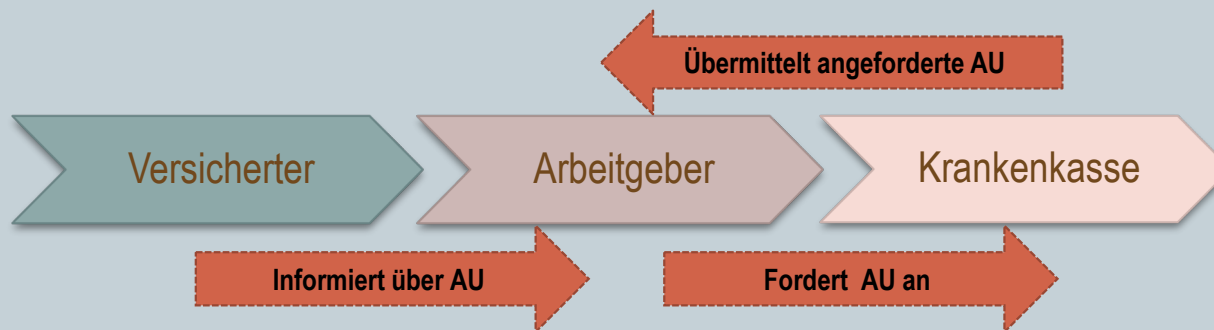 Übermittelt angeforderte AU
Versicherter
Arbeitgeber
Krankenkasse
Informiert über AU
Fordert AU an